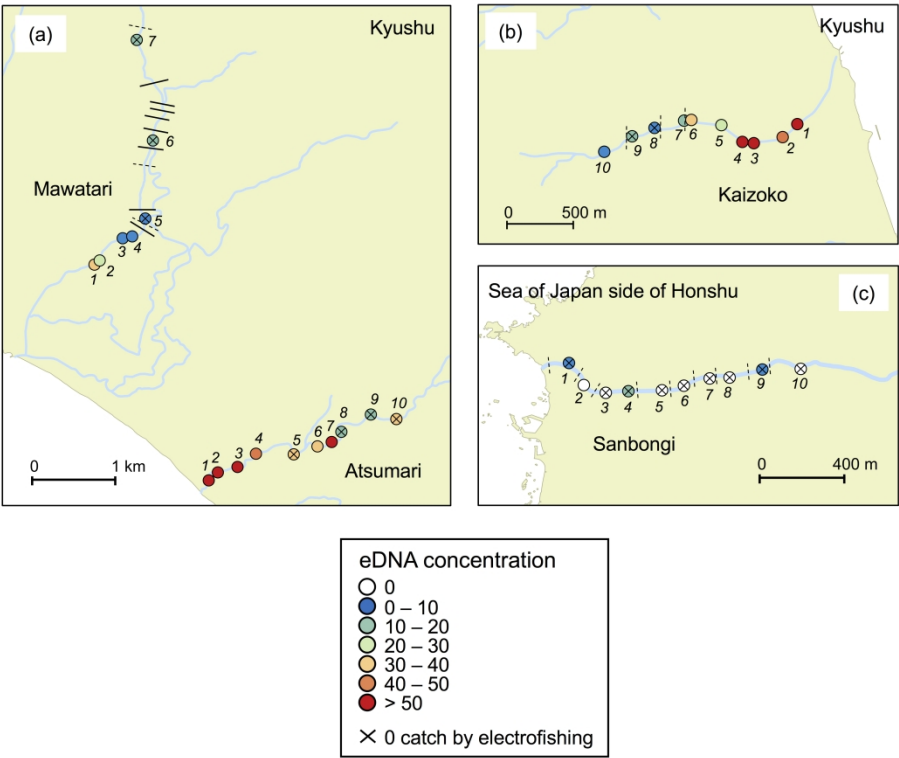 (a)
Kyushu
7
6
Mawatari
5
4
3
2
1
9
10
8
7
6
5
4
3
2
1
Atsumari
0 1 km
(b)
Kyushu
1
2
3
4
5
6
7
8
9
10
Kaizoko
0 500 m
Sea of Japan side of Honshu
(c)
1
2
3
4
5
6
7
8
9
10
Sanbongi
0 400 m
eDNA concentration
0
0 – 10
10 – 20
20 – 30
30 – 40
40 – 50
> 50
0 catch by electrofishing